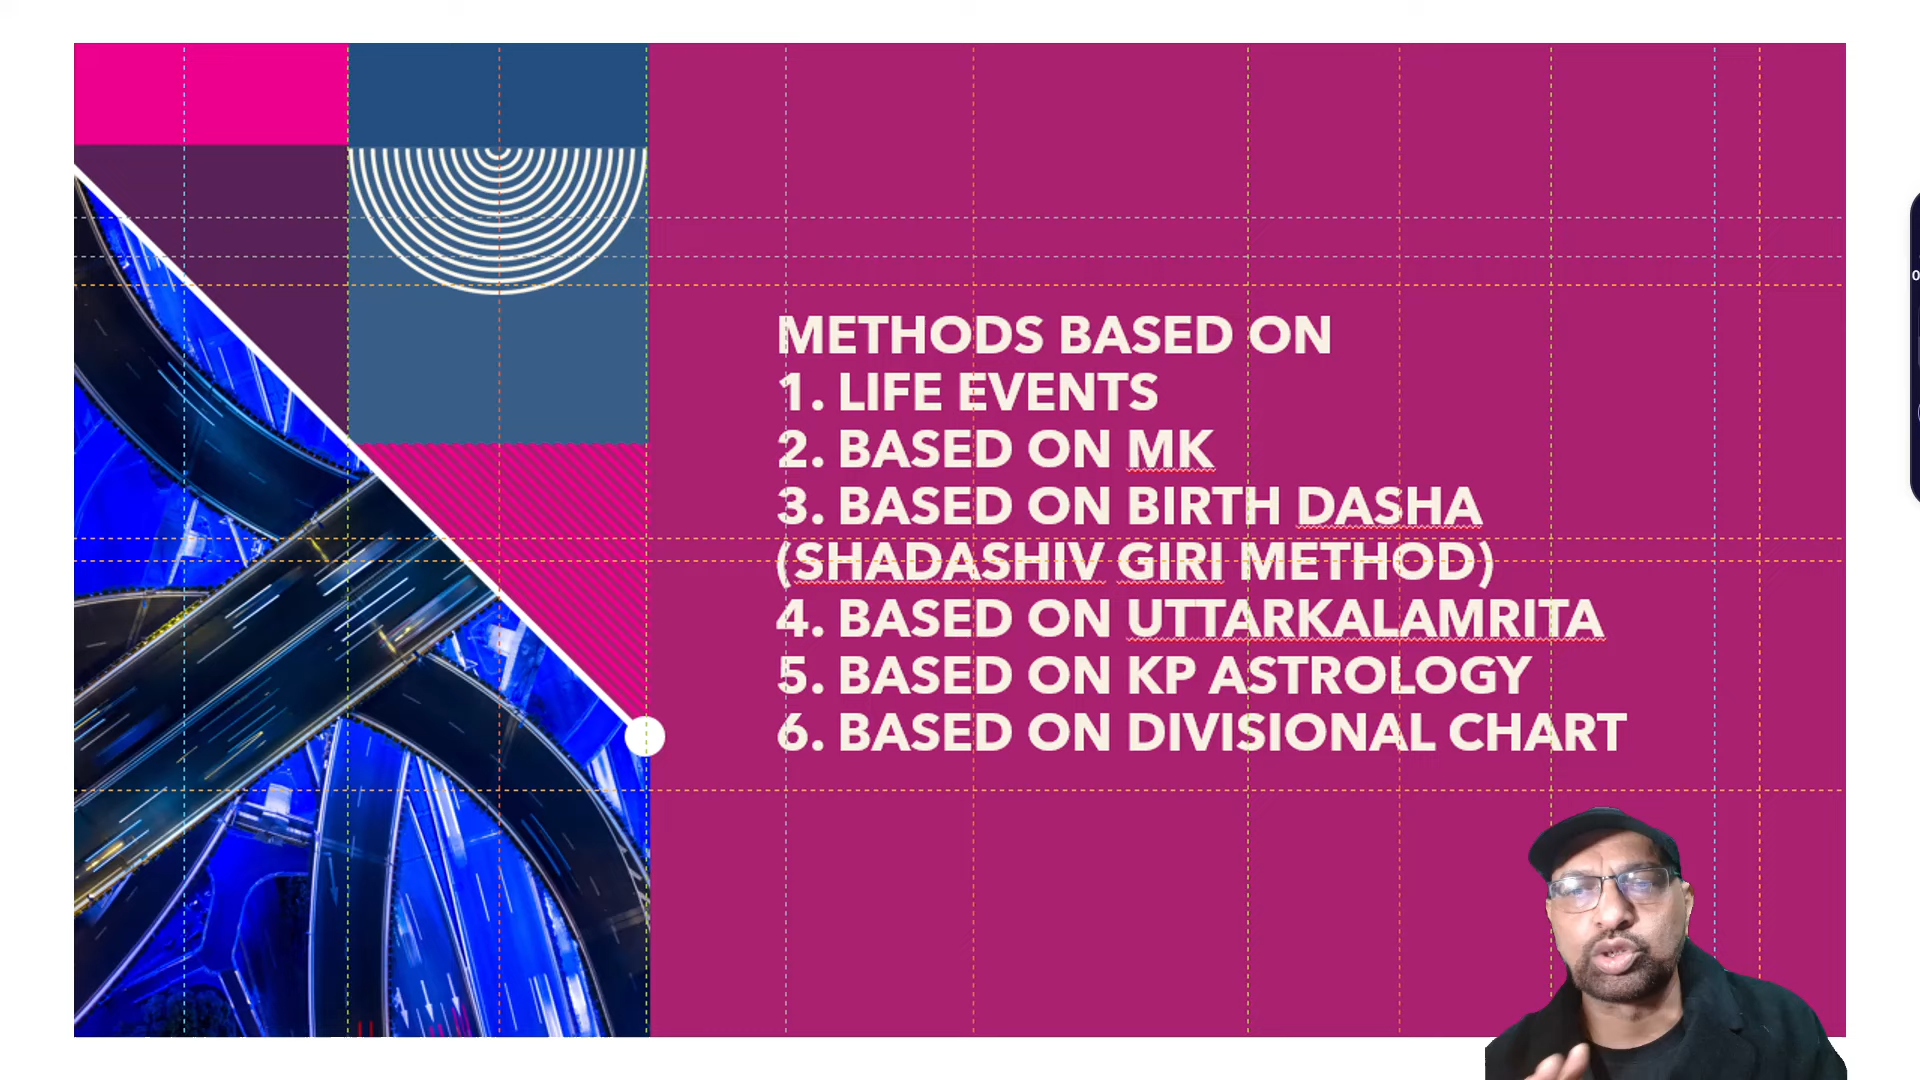 METHODS BASED ON
1. LIFE EVENTS
2. BASED ON MK
3. BASED ON BIRTH DASHA
(SHADASHIV GIRI METHOD)
4. BASED ON UTTARKALAMRITA
5. BASED ON KP ASTROLOGY
6. BASED ON DIVISIONAL CHART